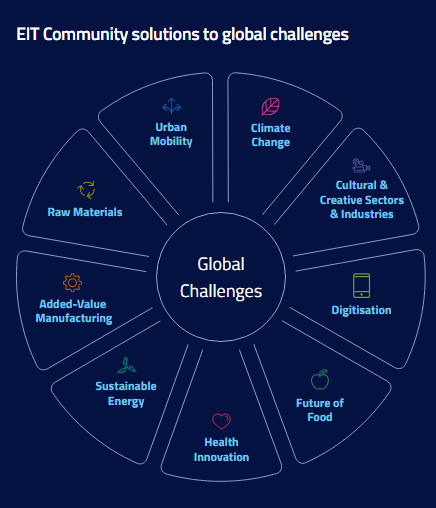 EIT Community solutions to global challenges
Urban
Mobility
Climate
Change
Cultural &
Creative Sectors
& Industries
Raw Materials
Global
Challenges
Added-Value
Manufacturing
Digitisation
Sustainable
Energy
Future of
Food
Health
Innovation